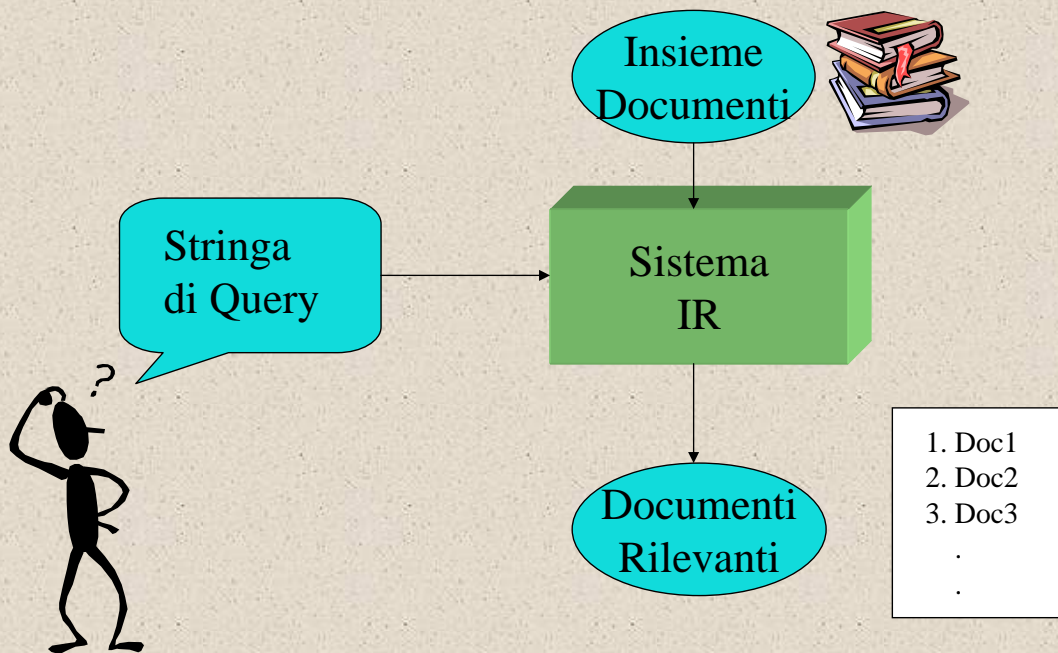 Insieme
Documenti
Stringa
di Query
Sistema
IR
?
Documenti
Rilevanti
1. Doc1
2. Doc2
3. Doc3
.
.